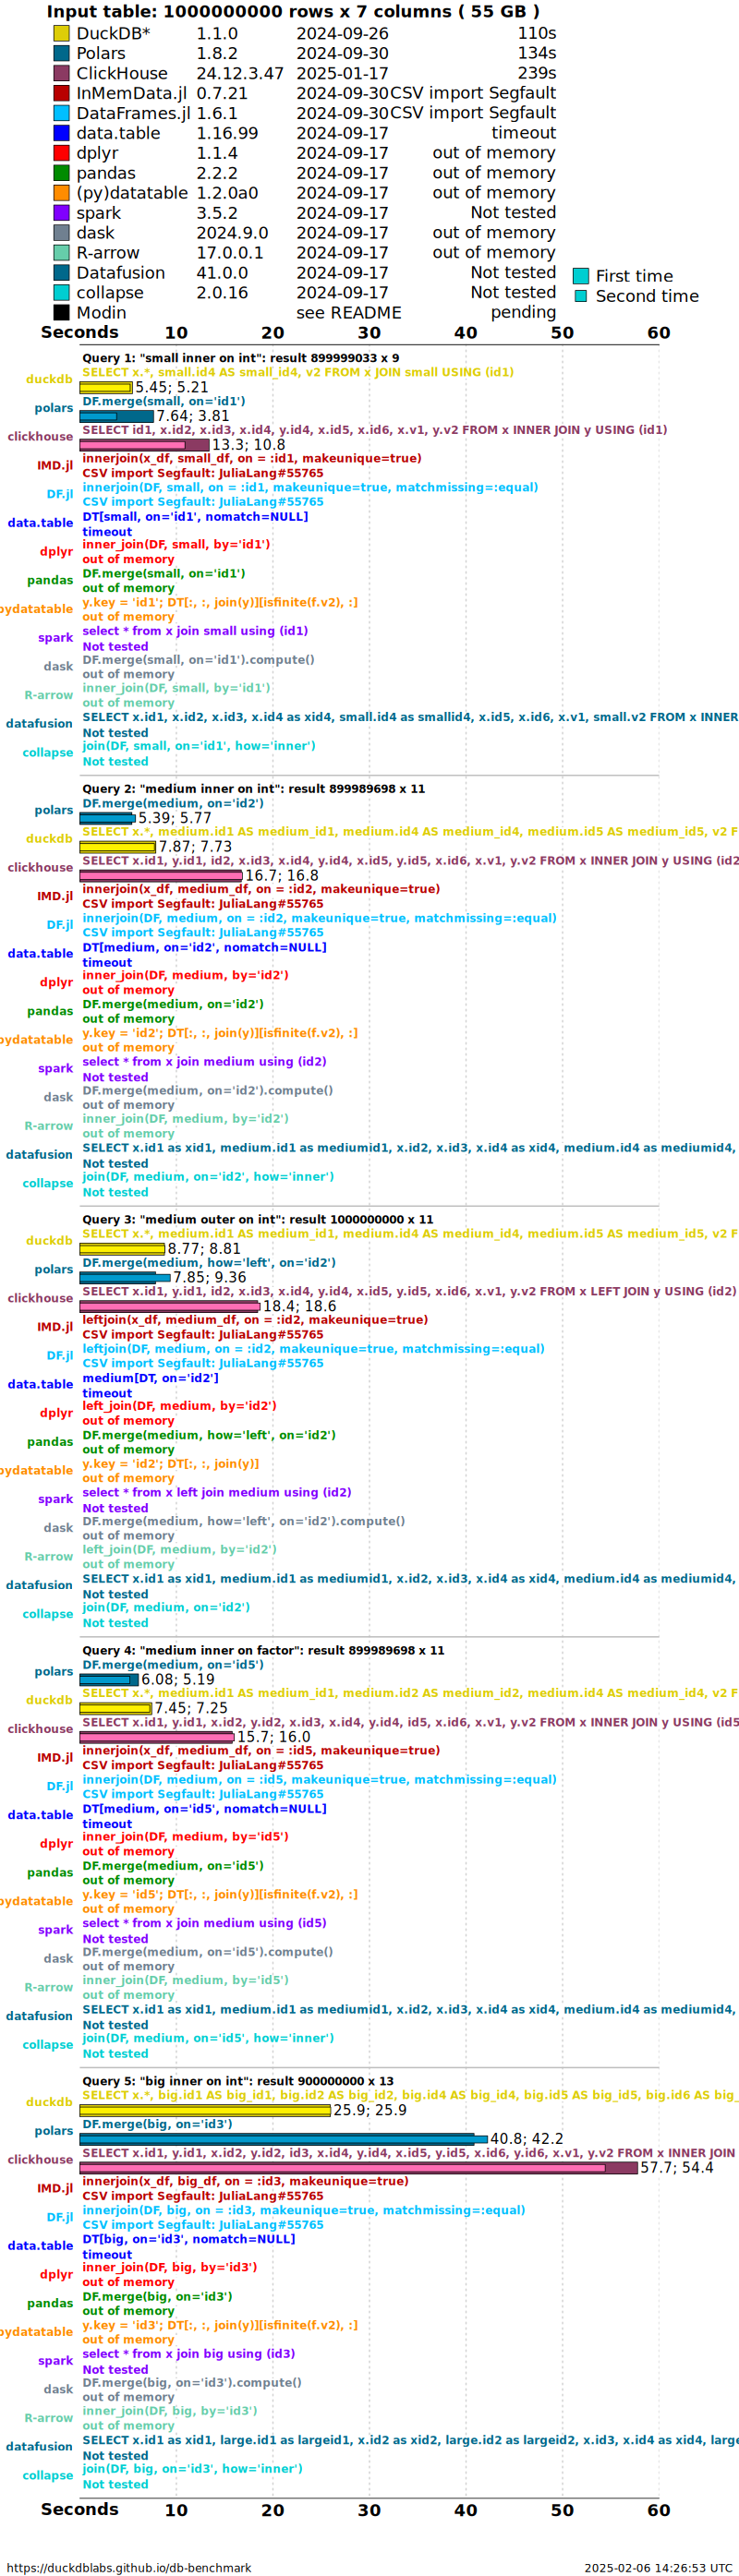 Input table: 1000000000 rows x 7 columns ( 55 GB )
DuckDB* 1.1.0 2024-09-26 110s
Polars 1.8.2 2024-09-30 134s
ClickHouse 24.12.3.47 2025-01-17 239s
InMemData.jl 0.7.21 2024-09-30 CSV import Segfault
DataFrames.jl 1.6.1 2024-09-30 CSV import Segfault
data.table 1.16.99 2024-09-17 timeout
dplyr 1.1.4 2024-09-17 out of memory
pandas 2.2.2 2024-09-17 out of memory
(py)datatable 1.2.0a0 2024-09-17 out of memory
spark 3.5.2 2024-09-17 Not tested
dask 2024.9.0 2024-09-17 out of memory
R-arrow 17.0.0.1 2024-09-17 out of memory
Datafusion 41.0.0 2024-09-17 Not tested
collapse 2.0.16 2024-09-17 Not tested
Modin see README pending
First time
Second time
Seconds 10 20 30 40 50 60
Query 1: "small inner on int": result 899999033 x 9
duckdb
SELECT x.*, small.id4 AS small_id4, v2 FROM x JOIN small USING (id1)
5.45; 5.21
polars
DF.merge(small, on='id1')
7.64; 3.81
clickhouse
SELECT id1, x.id2, x.id3, x.id4, y.id4, x.id5, x.id6, x.v1, y.v2 FROM x INNER JOIN y USING (id1)
13.3; 10.8
IMD.jl
innerjoin(x_df, small_df, on = :id1, makeunique=true)
CSV import Segfault: JuliaLang#55765
DF.jl
innerjoin(DF, small, on = :id1, makeunique=true, matchmissing=:equal)
CSV import Segfault: JuliaLang#55765
data.table
DT[small, on='id1', nomatch=NULL]
timeout
dplyr
inner_join(DF, small, by='id1')
out of memory
pandas
DF.merge(small, on='id1')
out of memory
pydatatable
y.key = 'id1'; DT[:, :, join(y)][isfinite(f.v2), :]
out of memory
spark
select * from x join small using (id1)
Not tested
dask
DF.merge(small, on='id1').compute()
out of memory
R-arrow
inner_join(DF, small, by='id1')
out of memory
datafusion
SELECT x.id1, x.id2, x.id3, x.id4 as xid4, small.id4 as smallid4, x.id5, x.id6, x.v1, small.v2 FROM x INNER
Not tested
collapse
join(DF, small, on='id1', how='inner')
Not tested
Query 2: "medium inner on int": result 899989698 x 11
polars
DF.merge(medium, on='id2')
5.39; 5.77
duckdb
SELECT x.*, medium.id1 AS medium_id1, medium.id4 AS medium_id4, medium.id5 AS medium_id5, v2 F
7.87; 7.73
clickhouse
SELECT x.id1, y.id1, id2, x.id3, x.id4, y.id4, x.id5, y.id5, x.id6, x.v1, y.v2 FROM x INNER JOIN y USING (id2
16.7; 16.8
IMD.jl
innerjoin(x_df, medium_df, on = :id2, makeunique=true)
CSV import Segfault: JuliaLang#55765
DF.jl
innerjoin(DF, medium, on = :id2, makeunique=true, matchmissing=:equal)
CSV import Segfault: JuliaLang#55765
data.table
DT[medium, on='id2', nomatch=NULL]
timeout
dplyr
inner_join(DF, medium, by='id2')
out of memory
pandas
DF.merge(medium, on='id2')
out of memory
pydatatable
y.key = 'id2'; DT[:, :, join(y)][isfinite(f.v2), :]
out of memory
spark
select * from x join medium using (id2)
Not tested
dask
DF.merge(medium, on='id2').compute()
out of memory
R-arrow
inner_join(DF, medium, by='id2')
out of memory
datafusion
SELECT x.id1 as xid1, medium.id1 as mediumid1, x.id2, x.id3, x.id4 as xid4, medium.id4 as mediumid4,
Not tested
collapse
join(DF, medium, on='id2', how='inner')
Not tested
Query 3: "medium outer on int": result 1000000000 x 11
duckdb
SELECT x.*, medium.id1 AS medium_id1, medium.id4 AS medium_id4, medium.id5 AS medium_id5, v2 F
8.77; 8.81
polars
DF.merge(medium, how='left', on='id2')
7.85; 9.36
clickhouse
SELECT x.id1, y.id1, id2, x.id3, x.id4, y.id4, x.id5, y.id5, x.id6, x.v1, y.v2 FROM x LEFT JOIN y USING (id2)
18.4; 18.6
IMD.jl
leftjoin(x_df, medium_df, on = :id2, makeunique=true)
CSV import Segfault: JuliaLang#55765
DF.jl
leftjoin(DF, medium, on = :id2, makeunique=true, matchmissing=:equal)
CSV import Segfault: JuliaLang#55765
data.table
medium[DT, on='id2']
timeout
dplyr
left_join(DF, medium, by='id2')
out of memory
pandas
DF.merge(medium, how='left', on='id2')
out of memory
pydatatable
y.key = 'id2'; DT[:, :, join(y)]
out of memory
spark
select * from x left join medium using (id2)
Not tested
dask
DF.merge(medium, how='left', on='id2').compute()
out of memory
R-arrow
left_join(DF, medium, by='id2')
out of memory
datafusion
SELECT x.id1 as xid1, medium.id1 as mediumid1, x.id2, x.id3, x.id4 as xid4, medium.id4 as mediumid4,
Not tested
collapse
join(DF, medium, on='id2')
Not tested
Query 4: "medium inner on factor": result 899989698 x 11
polars
DF.merge(medium, on='id5')
6.08; 5.19
duckdb
SELECT x.*, medium.id1 AS medium_id1, medium.id2 AS medium_id2, medium.id4 AS medium_id4, v2 F
7.45; 7.25
clickhouse
SELECT x.id1, y.id1, x.id2, y.id2, x.id3, x.id4, y.id4, id5, x.id6, x.v1, y.v2 FROM x INNER JOIN y USING (id5
15.7; 16.0
IMD.jl
innerjoin(x_df, medium_df, on = :id5, makeunique=true)
CSV import Segfault: JuliaLang#55765
DF.jl
innerjoin(DF, medium, on = :id5, makeunique=true, matchmissing=:equal)
CSV import Segfault: JuliaLang#55765
data.table
DT[medium, on='id5', nomatch=NULL]
timeout
dplyr
inner_join(DF, medium, by='id5')
out of memory
pandas
DF.merge(medium, on='id5')
out of memory
pydatatable
y.key = 'id5'; DT[:, :, join(y)][isfinite(f.v2), :]
out of memory
spark
select * from x join medium using (id5)
Not tested
dask
DF.merge(medium, on='id5').compute()
out of memory
R-arrow
inner_join(DF, medium, by='id5')
out of memory
datafusion
SELECT x.id1 as xid1, medium.id1 as mediumid1, x.id2, x.id3, x.id4 as xid4, medium.id4 as mediumid4,
Not tested
collapse
join(DF, medium, on='id5', how='inner')
Not tested
Query 5: "big inner on int": result 900000000 x 13
duckdb
SELECT x.*, big.id1 AS big_id1, big.id2 AS big_id2, big.id4 AS big_id4, big.id5 AS big_id5, big.id6 AS big_
25.9; 25.9
polars
DF.merge(big, on='id3')
40.8; 42.2
clickhouse
SELECT x.id1, y.id1, x.id2, y.id2, id3, x.id4, y.id4, x.id5, y.id5, x.id6, y.id6, x.v1, y.v2 FROM x INNER JOIN
57.7; 54.4
IMD.jl
innerjoin(x_df, big_df, on = :id3, makeunique=true)
CSV import Segfault: JuliaLang#55765
DF.jl
innerjoin(DF, big, on = :id3, makeunique=true, matchmissing=:equal)
CSV import Segfault: JuliaLang#55765
data.table
DT[big, on='id3', nomatch=NULL]
timeout
dplyr
inner_join(DF, big, by='id3')
out of memory
pandas
DF.merge(big, on='id3')
out of memory
pydatatable
y.key = 'id3'; DT[:, :, join(y)][isfinite(f.v2), :]
out of memory
spark
select * from x join big using (id3)
Not tested
dask
DF.merge(big, on='id3').compute()
out of memory
R-arrow
inner_join(DF, big, by='id3')
out of memory
datafusion
SELECT x.id1 as xid1, large.id1 as largeid1, x.id2 as xid2, large.id2 as largeid2, x.id3, x.id4 as xid4, large
Not tested
collapse
join(DF, big, on='id3', how='inner')
Not tested
Seconds 10 20 30 40 50 60
https://duckdblabs.github.io/db-benchmark 2025-02-06 14:26:53 UTC